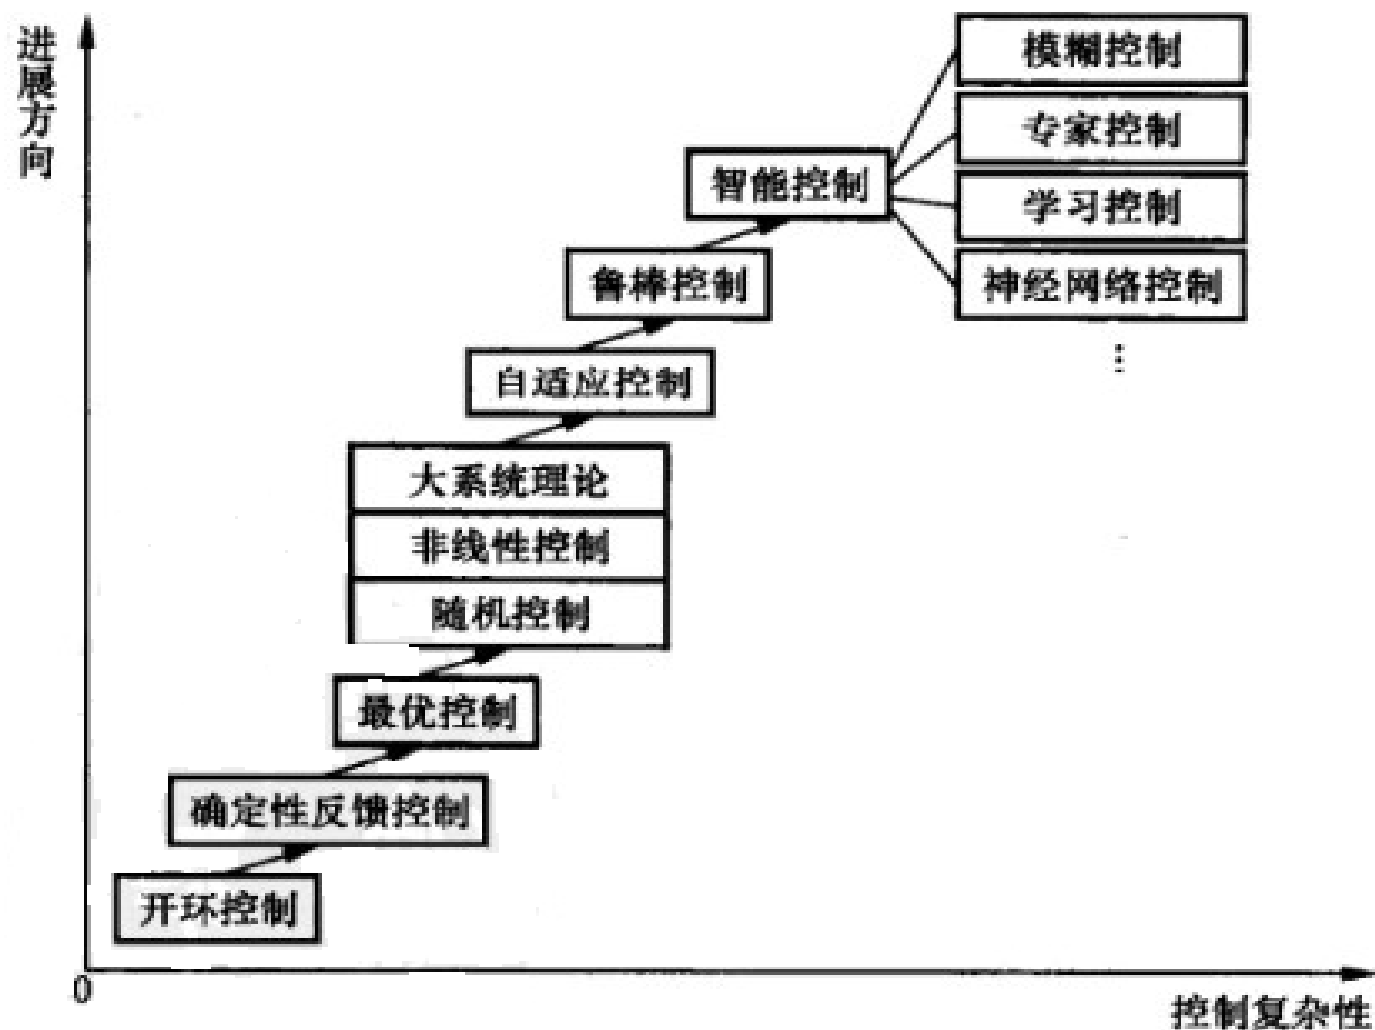 进展方向
模糊控制
专家控制
智能控制
学习控制
鲁棒控制
神经网络控制
⋮
自适应控制
大系统理论
非线性控制
随机控制
最优控制
确定性反馈控制
开环控制
0
控制复杂性